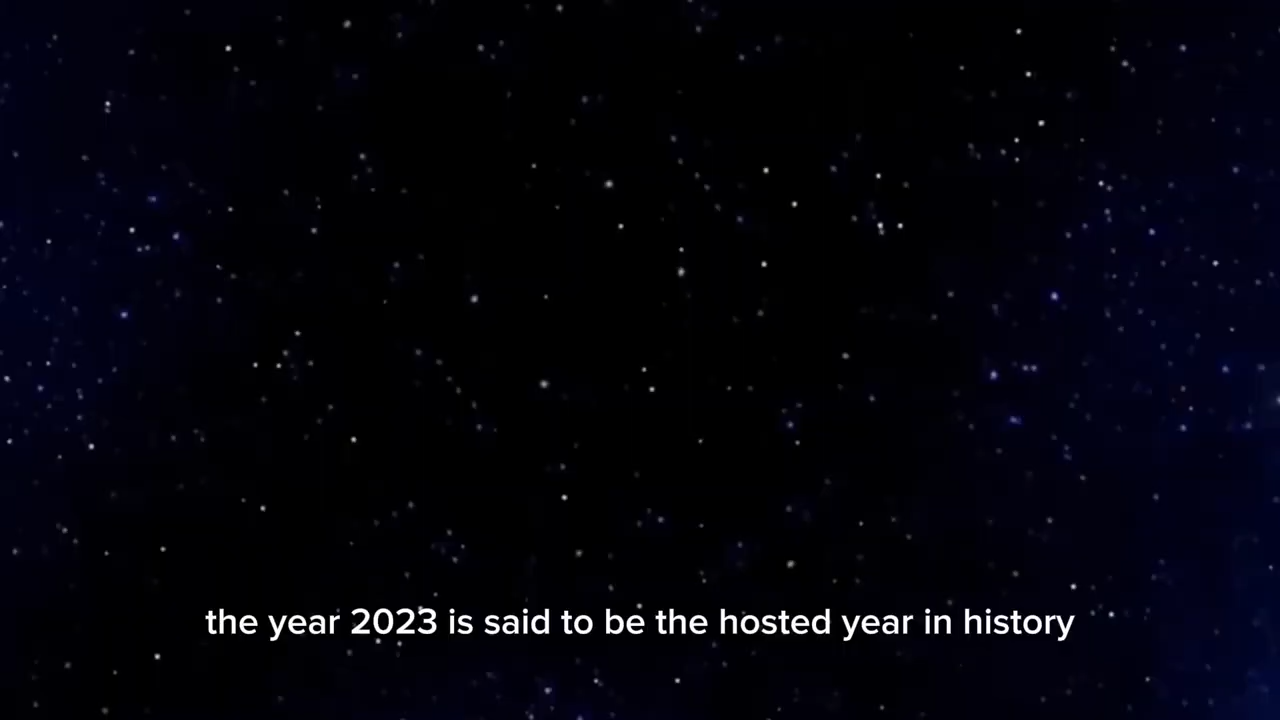 the year 2023 is said to be the hosted year in history